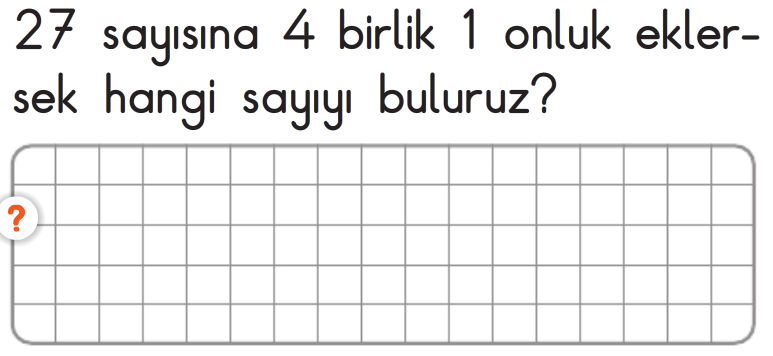 27 sayısına 4 birlik 1 onluk ekler-
sek hangi sayıyı buluruz?
?